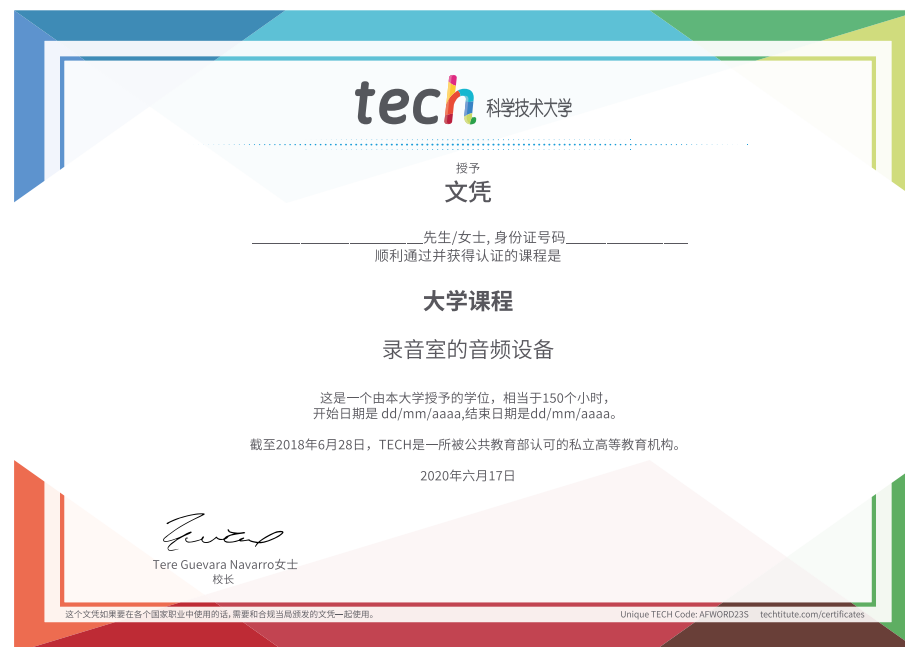 tech 科学技术大学
授予
文凭
______________________先生/女士, 身份证号码________________
顺利通过并获得认证的课程是
大学课程
录音室的音频设备
这是一个由本大学授予的学位，相当于150个小时，
开始日期是 dd/mm/aaaa,结束日期是dd/mm/aaaa。
截至2018年6月28日，TECH是一所被公共教育部认可的私立高等教育机构。
2020年六月17日
Tere Guevara Navarro女士
校长
这个文凭如果要在各个国家职业中使用的话,需要和合规当局颁发的文凭一起使用。
Unique TECH Code: AFWORD23S techtitute.com/certificates